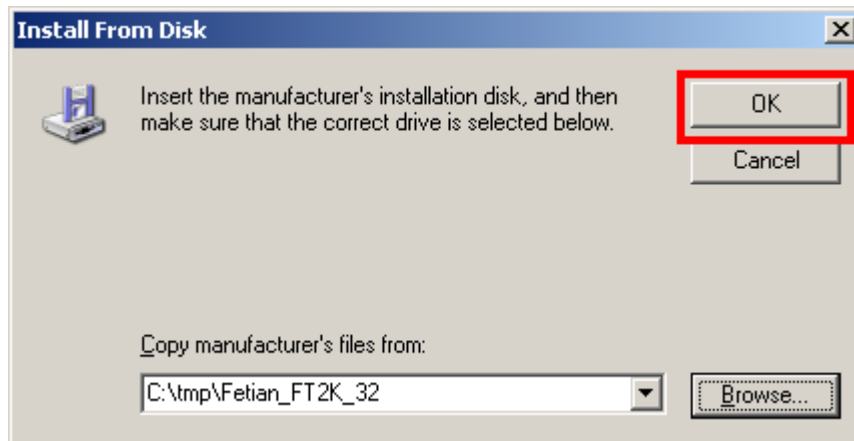 Install From Disk
Insert the manufacturer's installation disk, and then
make sure that the correct drive is selected below.
OK
Cancel
Copy manufacturer's files from:
C:\tmp\Fetian_FT2K_32
Browse...